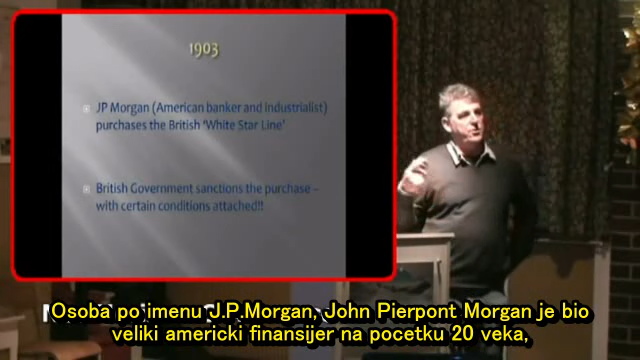 1903
JP Morgan (American banker and industrialist)
purchases the British 'White Star Line'
British Government sanctions the purchase –
with certain conditions attached!!
Osoba po imenu J.P.Morgan, John Pierpont Morgan je bio
veliki americki finansijer na pocetku 20 veka,